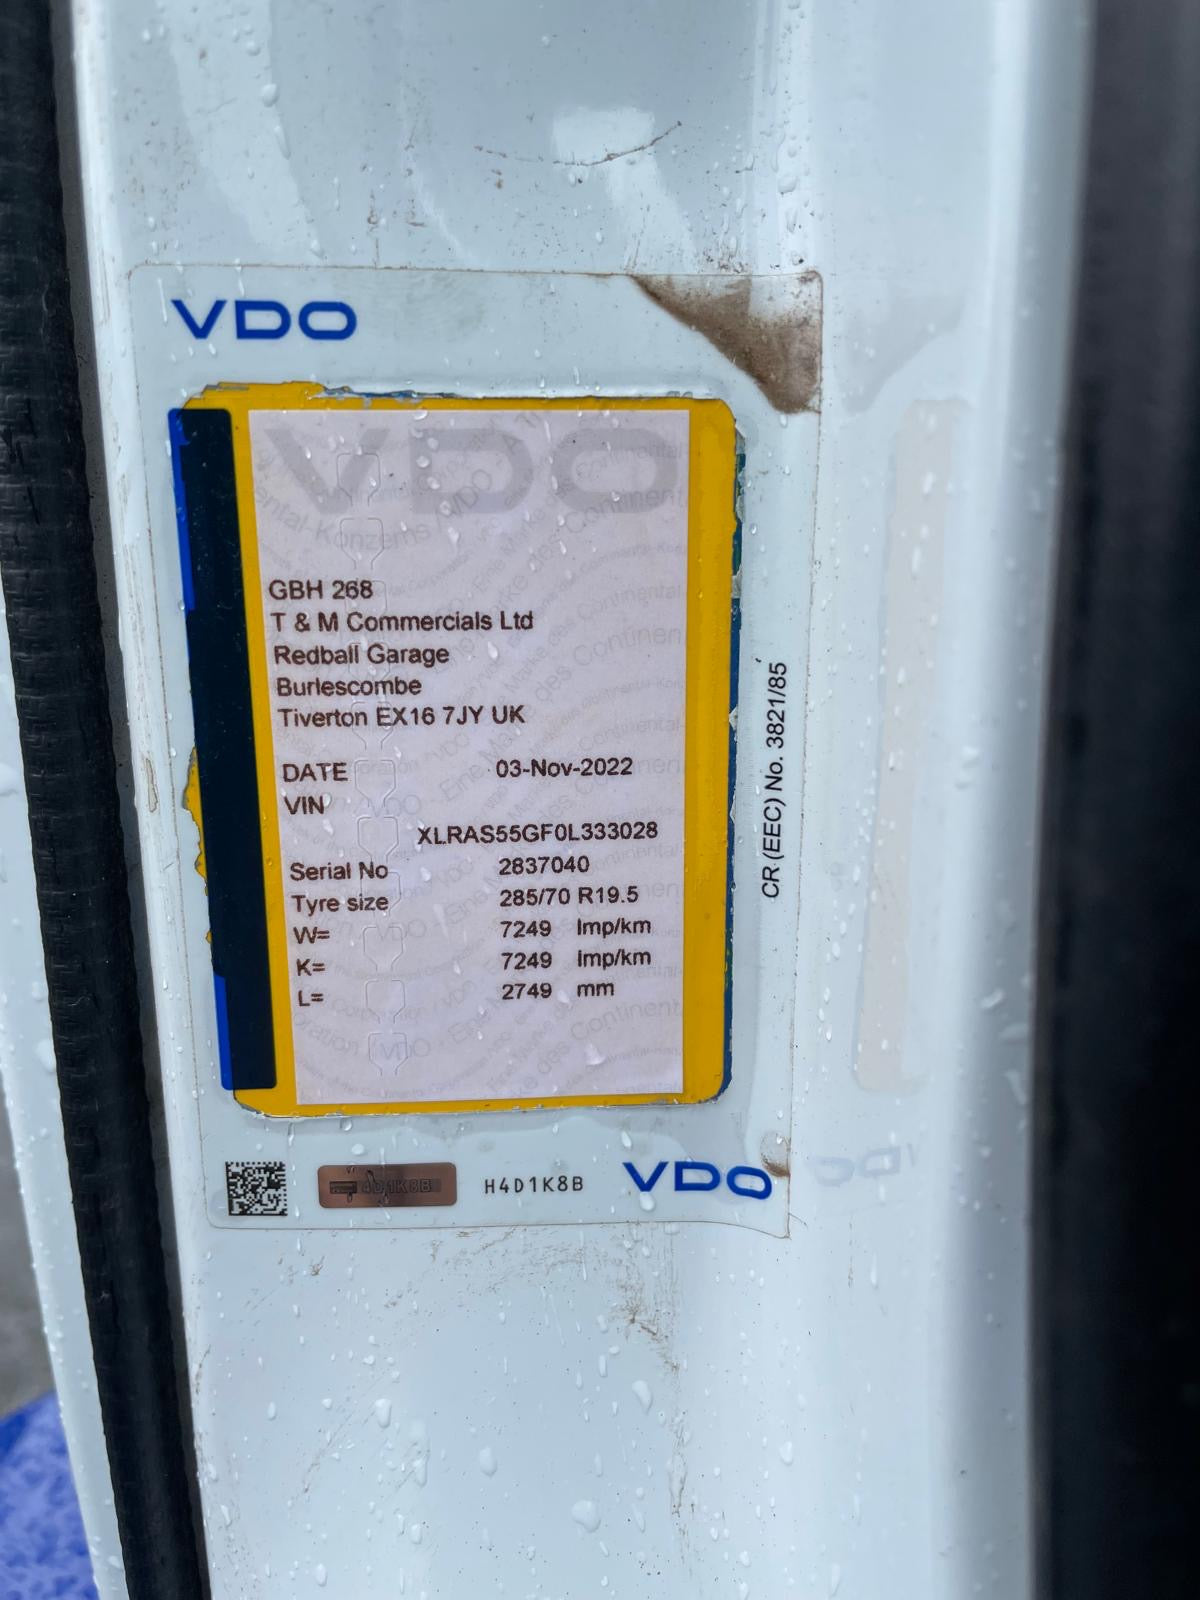 VDO
VDO
GBH 268
T & M Commercials Ltd
Redball Garage
Burlescombe
Tiverton EX16 7JY UK
DATE 03-Nov-2022
VIN
XLRAS55GF0L333028
Serial No 2837040
Tyre size 285/70 R19.5
W= 7249 Imp/km
K= 7249 Imp/km
L= 2749 mm
CR (EEC) No. 3821/85
4D1K8B
H4D1K8B
VDO